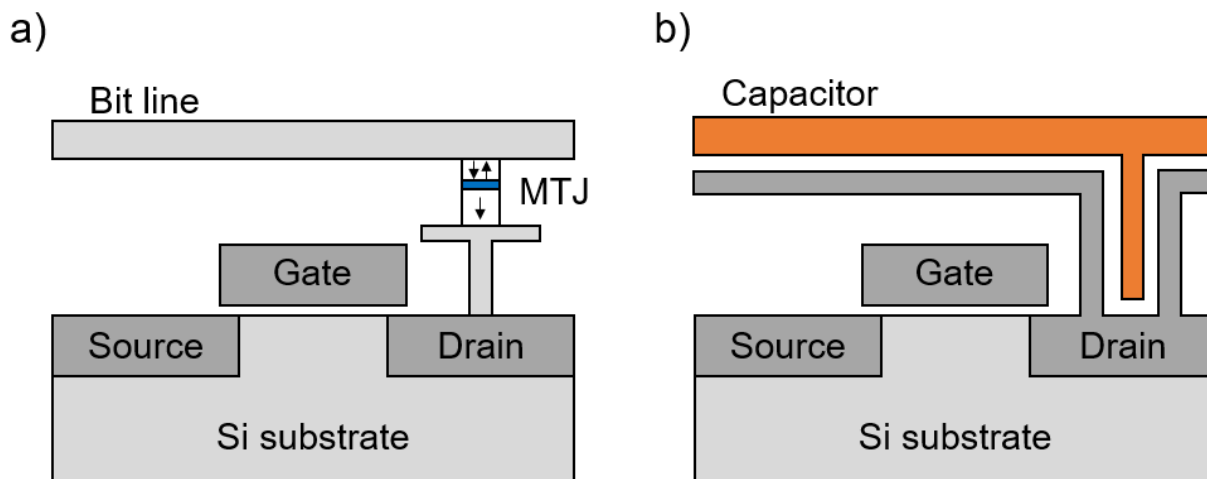 a)
Bit line
MTJ
Gate
Source
Drain
Si substrate
b)
Capacitor
Gate
Source
Drain
Si substrate